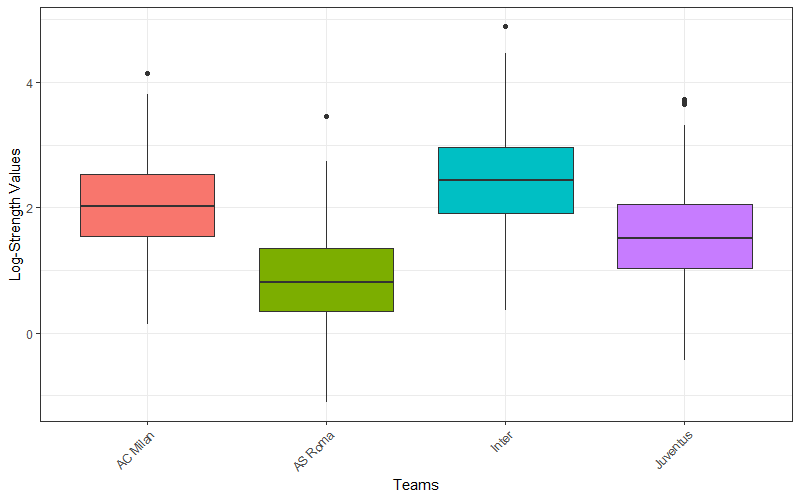 Log-Strength Values
4
2
0
AC Milan
AS Roma
Inter
Juventus
Teams